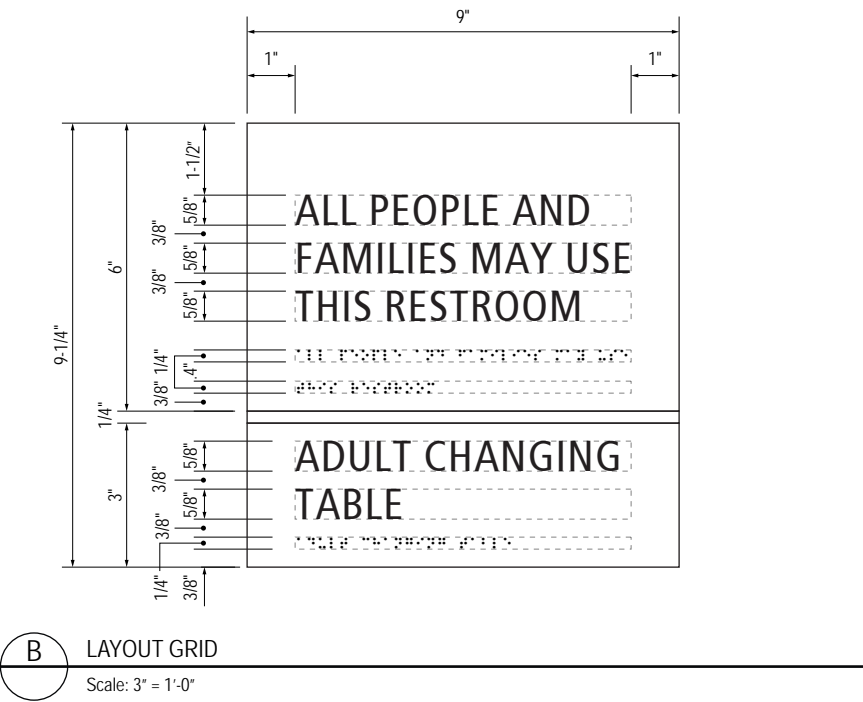 9"
1" 1"
1-1/2"
5/8" ALL PEOPLE AND
3/8"
5/8" FAMILIES MAY USE
3/8"
5/8" THIS RESTROOM
6"
9-1/4"
1/4"
.4"
3/8"
1/4"
5/8" ADULT CHANGING
3/8"
5/8" TABLE
3"
3/8"
1/4" 3/8"
B LAYOUT GRID
Scale: 3" = 1'-0"